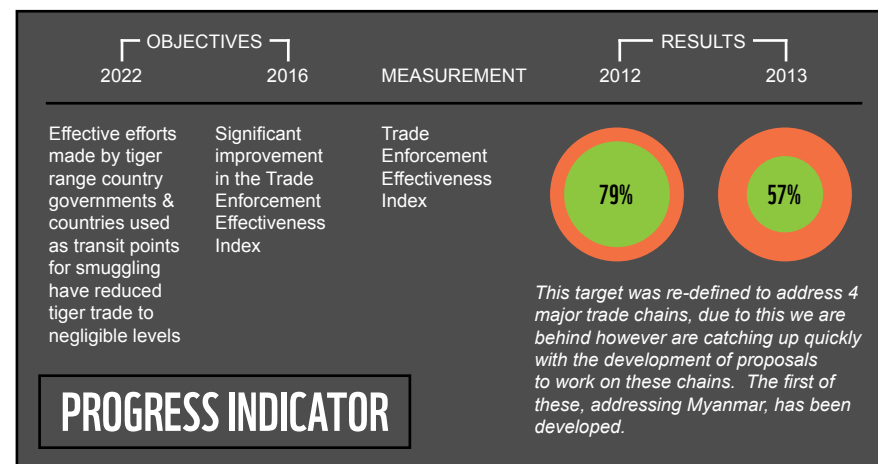 OBJECTIVES
RESULTS
2022
2016
MEASUREMENT
2012
2013
Effective efforts
made by tiger
range country
governments &
countries used
as transit points
for smuggling
have reduced
tiger trade to
negligible levels
Significant
improvement
in the Trade
Enforcement
Effectiveness
Index
Trade
Enforcement
Effectiveness
Index
79%
57%
This target was re-defined to address 4
major trade chains, due to this we are
behind however are catching up quickly
with the development of proposals
to work on these chains.  The first of
these, addressing Myanmar, has been
developed.
PROGRESS INDICATOR